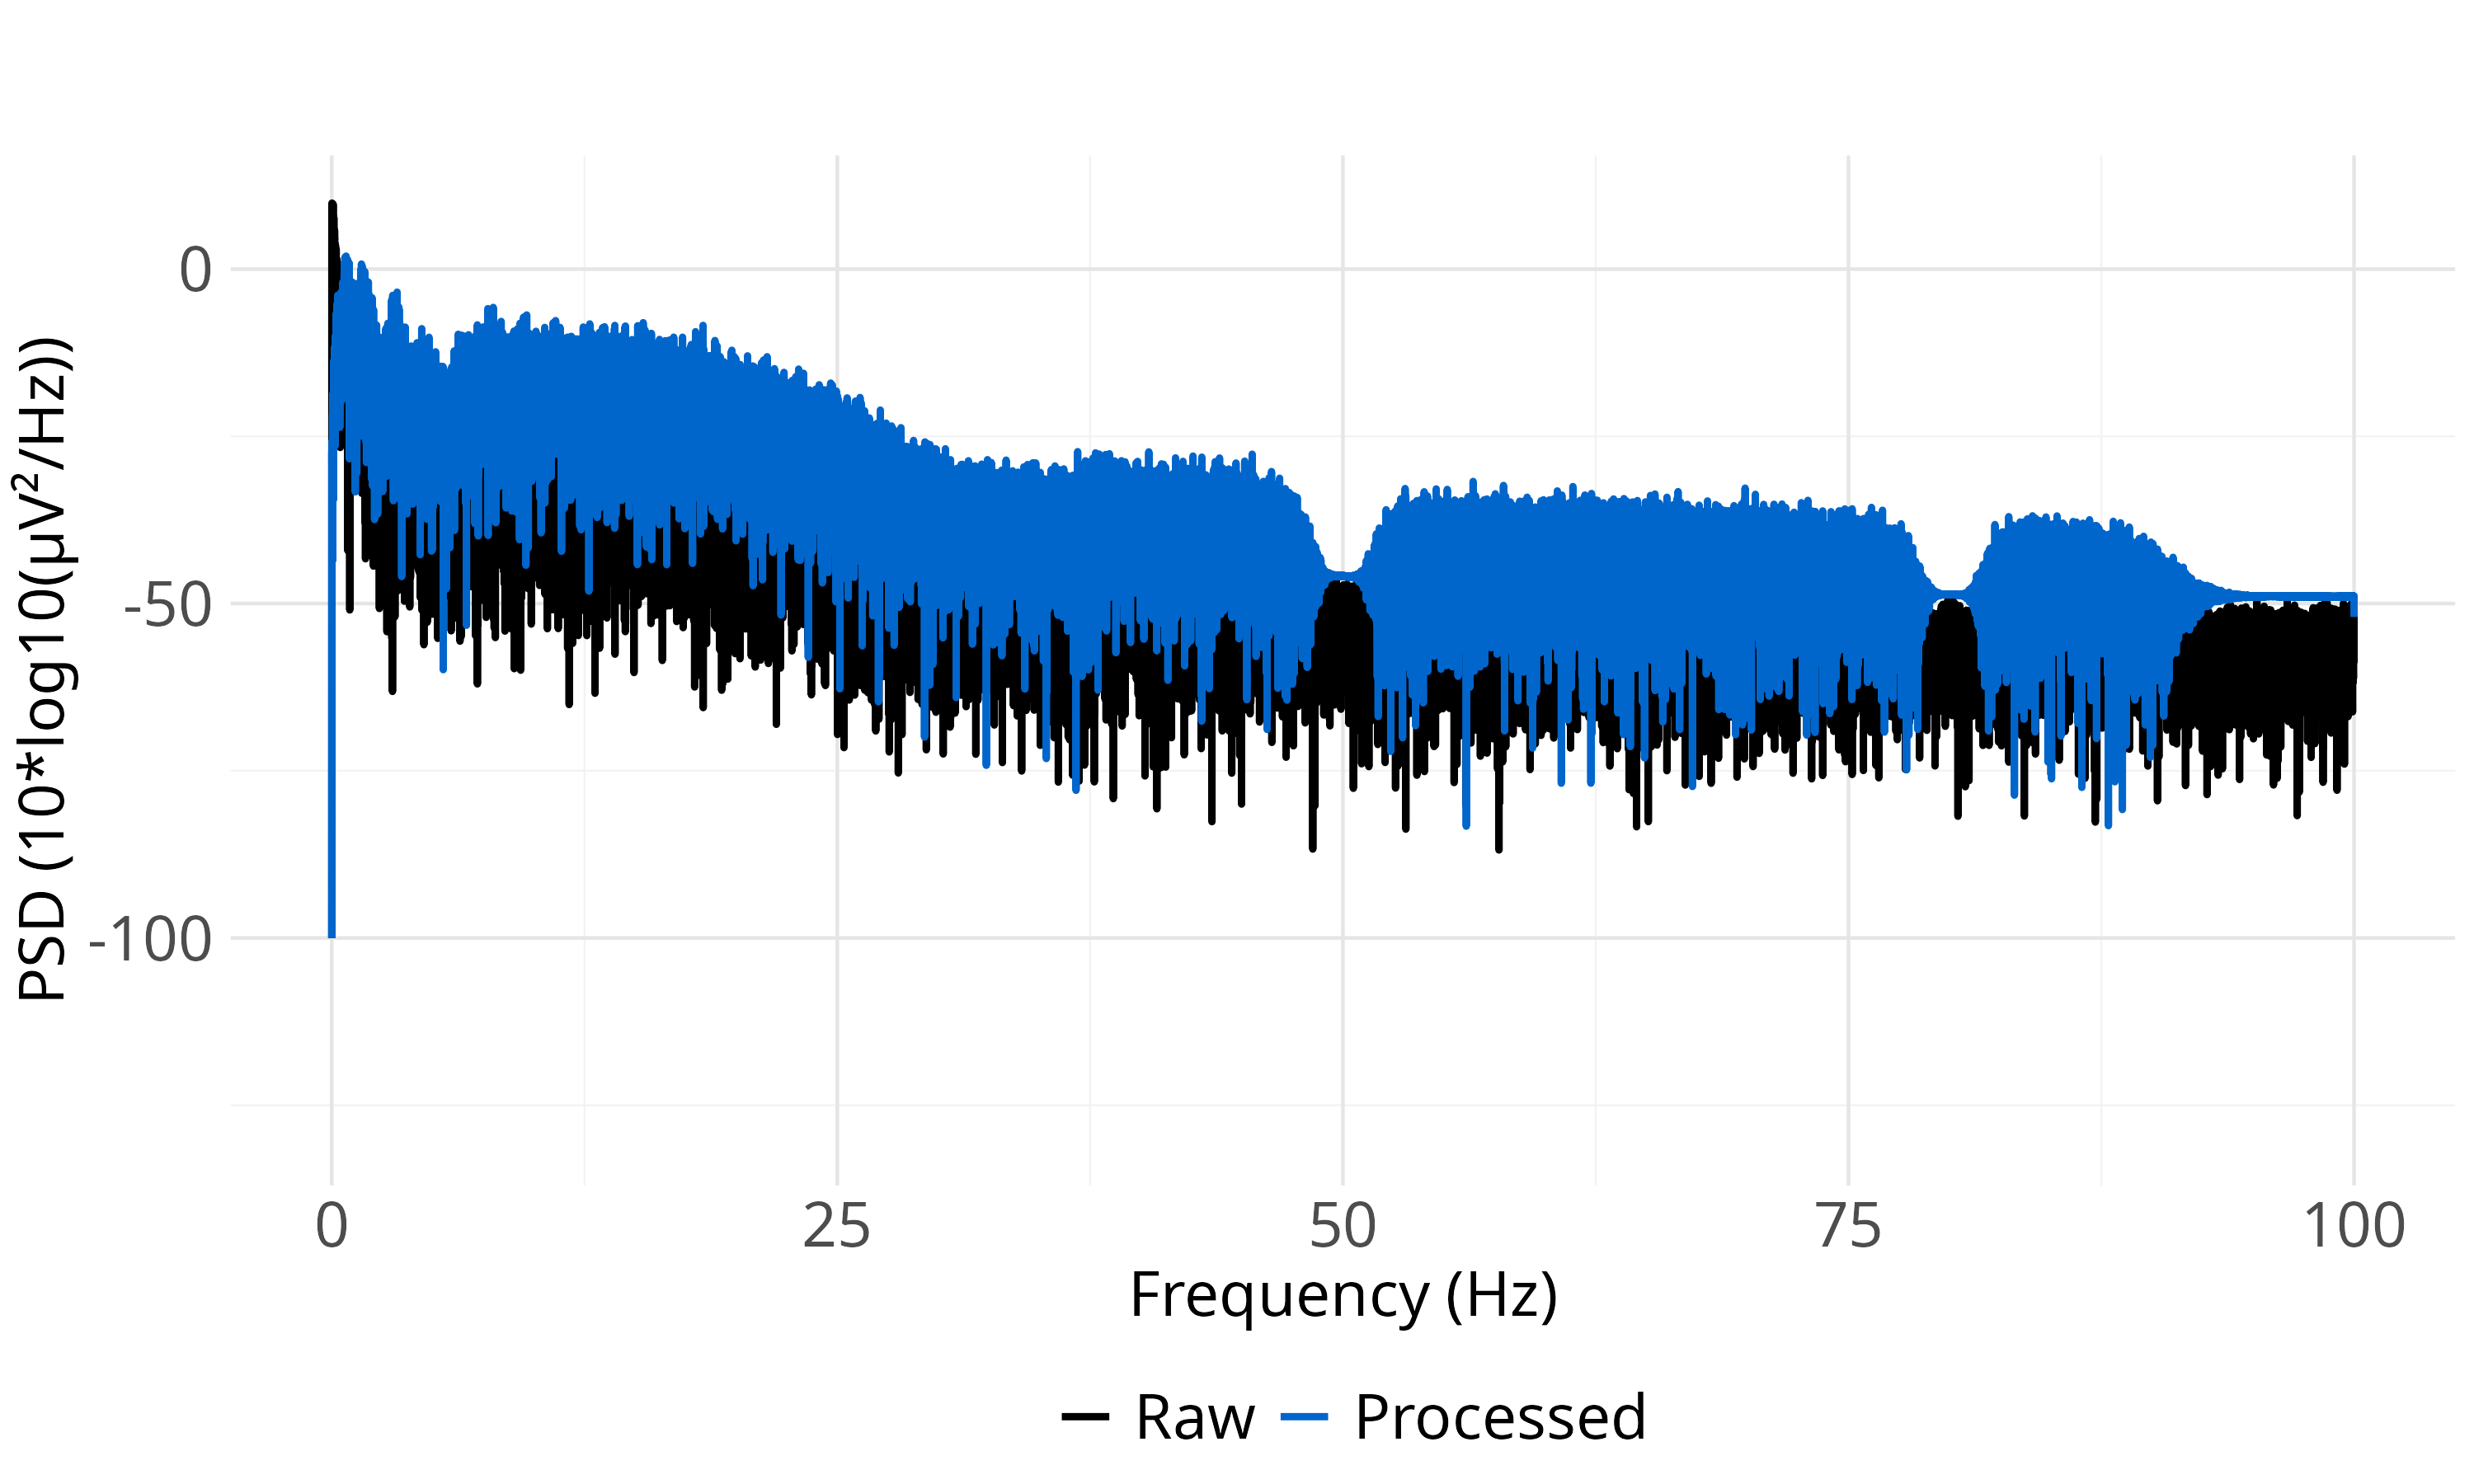 PSD (10*log10(µV²/Hz)))
0
-50
-100
0 25 50 75 100
Frequency (Hz)
Raw Processed